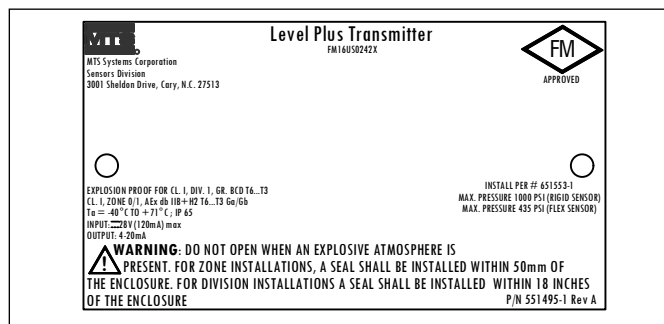 MTS
Level Plus Transmitter
FM16US0242X
FM
APPROVED
MTS Systems Corporation
Sensors Division
3001 Sheldon Drive, Cary, N.C. 27513
EXPLOSION PROOF FOR CL. I, DIV. 1, GR. BCD T6...T3
CL. I, ZONE 0/1, AEx db IIB+H2 T6...T3 Ga/Gb
Ta = -40°C TO +71°C ; IP 65
INPUT: ⎓28V (120mA) max
OUTPUT: 4-20mA
INSTALL PER # 651553-1
MAX. PRESSURE 1000 PSI (RIGID SENSOR)
MAX. PRESSURE 435 PSI (FLEX SENSOR)
WARNING: DO NOT OPEN WHEN AN EXPLOSIVE ATMOSPHERE IS
PRESENT. FOR ZONE INSTALLATIONS, A SEAL SHALL BE INSTALLED WITHIN 50mm OF
THE ENCLOSURE. FOR DIVISION INSTALLATIONS A SEAL SHALL BE INSTALLED WITHIN 18 INCHES
OF THE ENCLOSURE
P/N 551495-1 Rev A